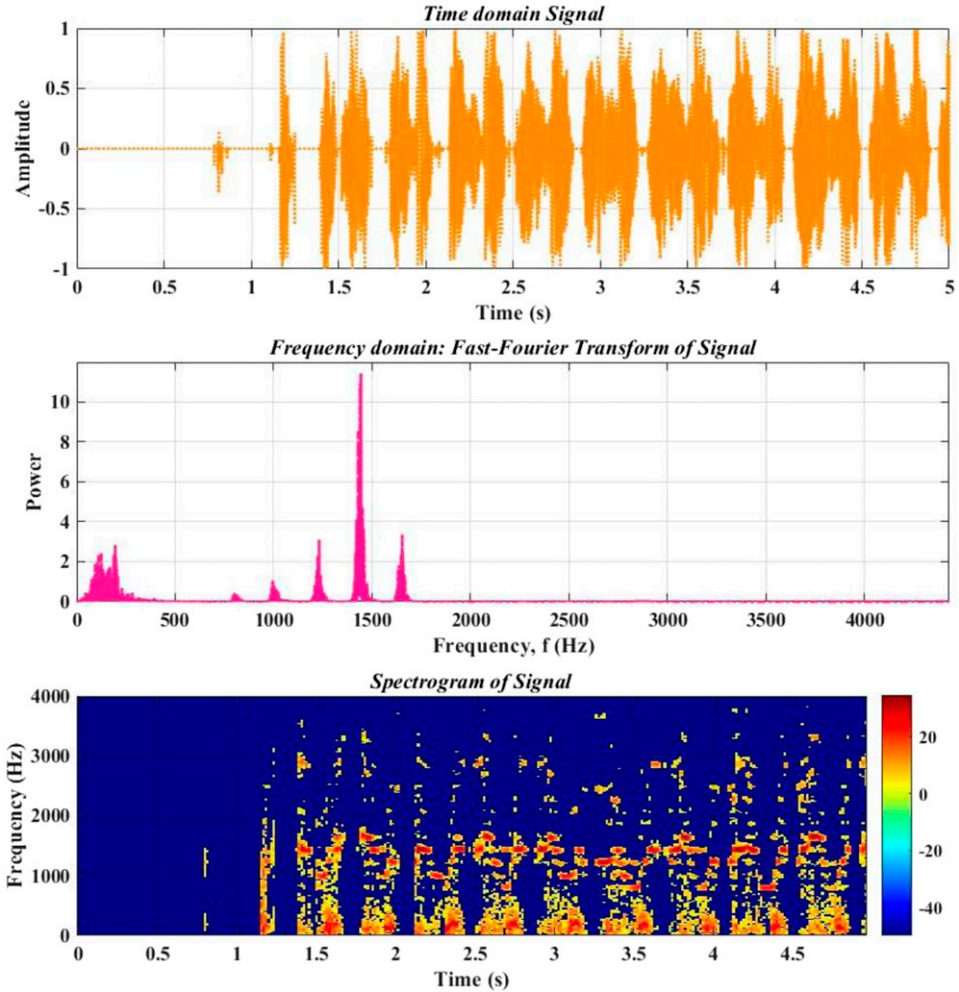 Time domain Signal
1
0.5
0
-0.5
-1
Amplitude
0 0.5 1 1.5 2 2.5 3 3.5 4 4.5 5
Time (s)
Frequency domain: Fast-Fourier Transform of Signal
10
8
6
4
2
0
Power
0 500 1000 1500 2000 2500 3000 3500 4000
Frequency, f (Hz)
Spectrogram of Signal
4000
3000
2000
1000
0
Frequency (Hz)
20
0
-20
-40
0 0.5 1 1.5 2 2.5 3 3.5 4 4.5
Time (s)